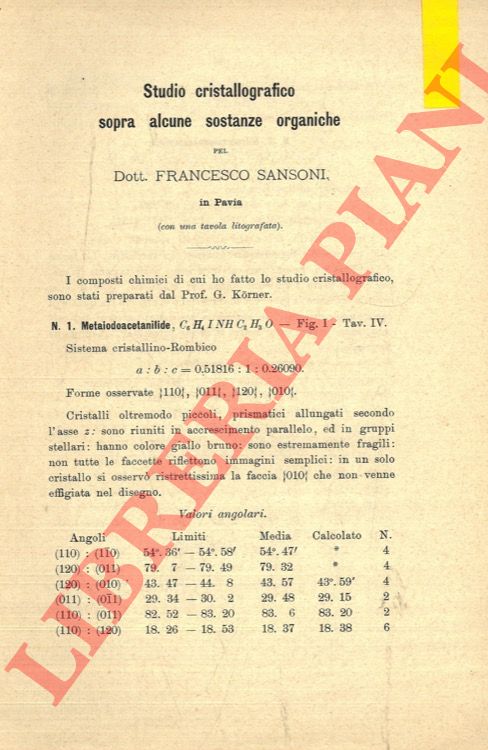 Studio cristallografico
sopra alcune sostanze organiche
PEL
Dott. FRANCESCO SANSONI,
in Pavia
(con una tavola litografata).
I composti chimici di cui ho fatto lo studio cristallografico,
sono stati preparati dal Prof. G. Körner.
N. 1. Metaiodoacetanilide, C₆ H₄ I NH C₂ H₃ O — Fig. 1 - Tav. IV.
Sistema cristallino-Rombico
a : b : c = 0.51816 : 1 : 0.26090.
Forme osservate {110}, {011}, {120}, {010}.
Cristalli oltremodo piccoli, prismatici allungati secondo
l'asse z: sono riuniti in accrescimento parallelo, ed in gruppi
stellari: hanno colore giallo bruno: sono estremamente fragili:
non tutte le faccette riflettono immagini semplici: in un solo
cristallo si osservò ristrettissima la faccia {010} che non venne
effigiata nel disegno.
Valori angolari.
Angoli Limiti Media Calcolato N.
(110) : (1̅10) 54°. 36′ — 54°. 58′ 54°. 47′ * 4
(120) : (011) 79. 7 — 79. 49 79. 32 * 4
(120) : (010) 43. 47 — 44. 8 43. 57 43°. 59′ 4
(011) : (01̅1) 29. 34 — 30. 2 29. 48 29. 15 2
(110) : (011) 82. 52 — 83. 20 83. 6 83. 20 2
(110) : (120) 18. 26 — 18. 53 18. 37 18. 38 6
LIBRERIA PIANI